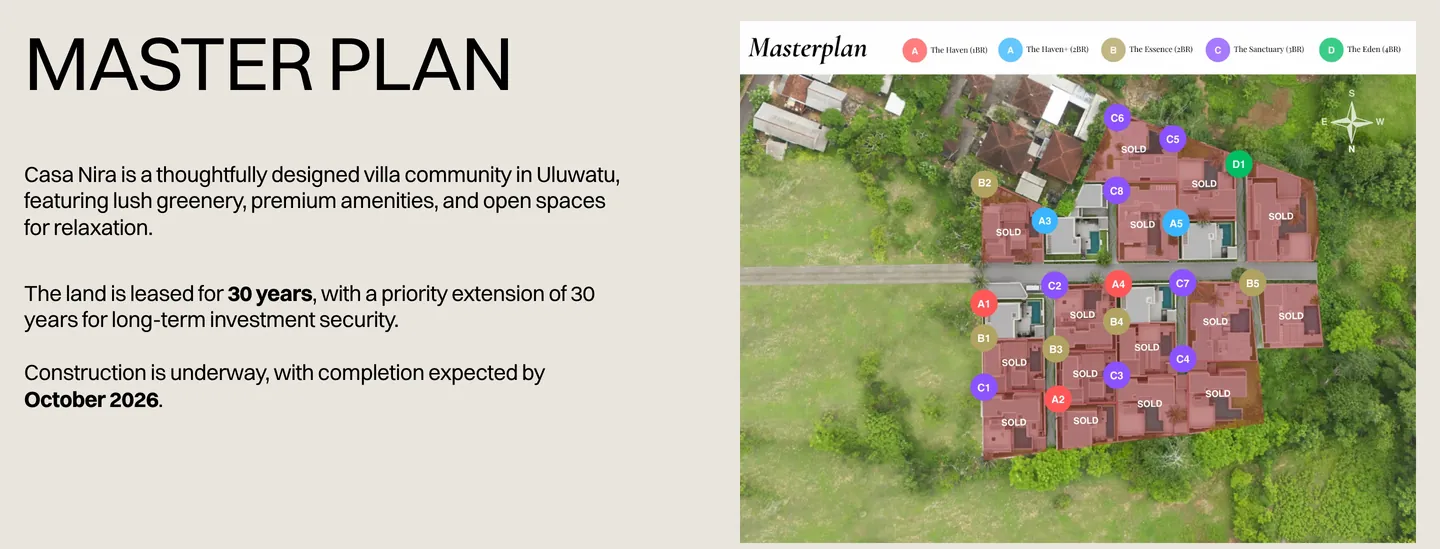 MASTER PLAN
Casa Nira is a thoughtfully designed villa community in Uluwatu,
featuring lush greenery, premium amenities, and open spaces
for relaxation.
The land is leased for 30 years, with a priority extension of 30
years for long-term investment security.
Construction is underway, with completion expected by
October 2026.
Masterplan
A The Haven (1BR)
A The Haven+ (2BR)
B The Essence (2BR)
C The Sanctuary (3BR)
D The Eden (4BR)
S
E W
N
C6
C5
SOLD
D1
B2
C8
SOLD
A3
SOLD
A5
SOLD
SOLD
C2
A4
C7
B5
A1
SOLD
B4
SOLD
SOLD
B1
B3
SOLD
C4
SOLD
C1
SOLD
C3
A2
SOLD
SOLD
SOLD
SOLD